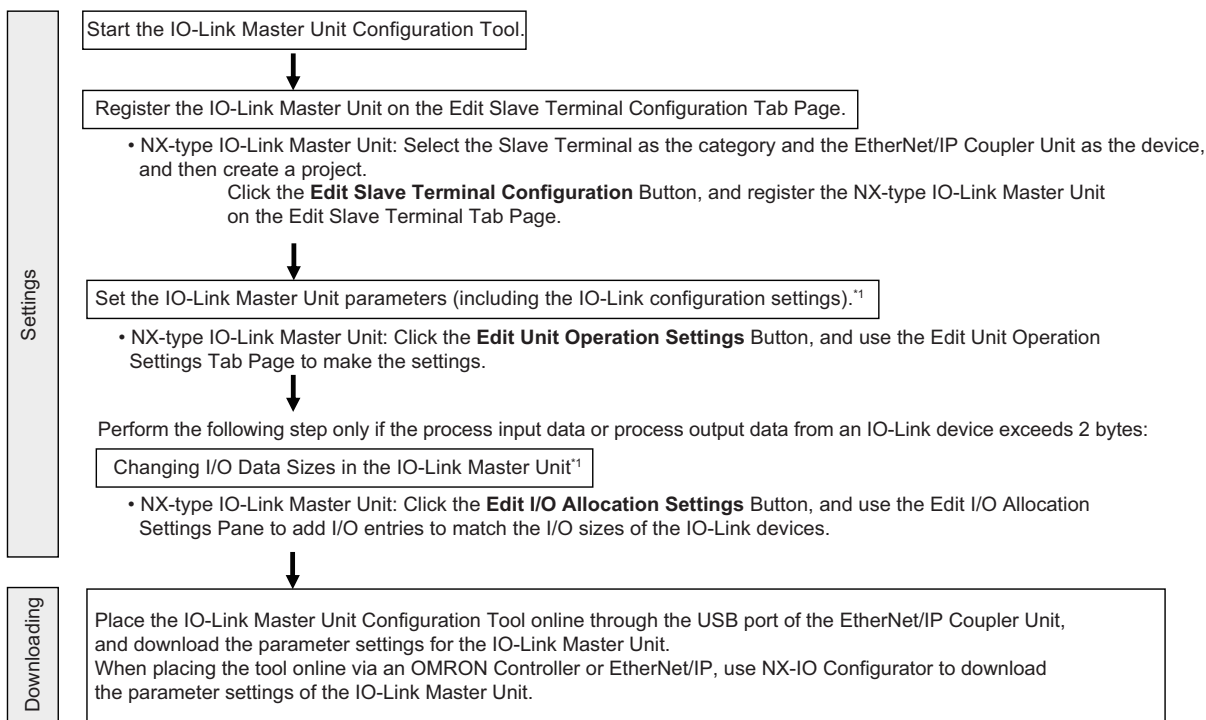 Settings
Start the IO-Link Master Unit Configuration Tool.
Register the IO-Link Master Unit on the Edit Slave Terminal Configuration Tab Page.
• NX-type IO-Link Master Unit: Select the Slave Terminal as the category and the EtherNet/IP Coupler Unit as the device,
and then create a project.
Click the Edit Slave Terminal Configuration Button, and register the NX-type IO-Link Master Unit
on the Edit Slave Terminal Tab Page.
Set the IO-Link Master Unit parameters (including the IO-Link configuration settings).*1
• NX-type IO-Link Master Unit: Click the Edit Unit Operation Settings Button, and use the Edit Unit Operation
Settings Tab Page to make the settings.
Perform the following step only if the process input data or process output data from an IO-Link device exceeds 2 bytes:
Changing I/O Data Sizes in the IO-Link Master Unit*1
• NX-type IO-Link Master Unit: Click the Edit I/O Allocation Settings Button, and use the Edit I/O Allocation
Settings Pane to add I/O entries to match the I/O sizes of the IO-Link devices.
Downloading
Place the IO-Link Master Unit Configuration Tool online through the USB port of the EtherNet/IP Coupler Unit,
and download the parameter settings for the IO-Link Master Unit.
When placing the tool online via an OMRON Controller or EtherNet/IP, use NX-IO Configurator to download
the parameter settings of the IO-Link Master Unit.